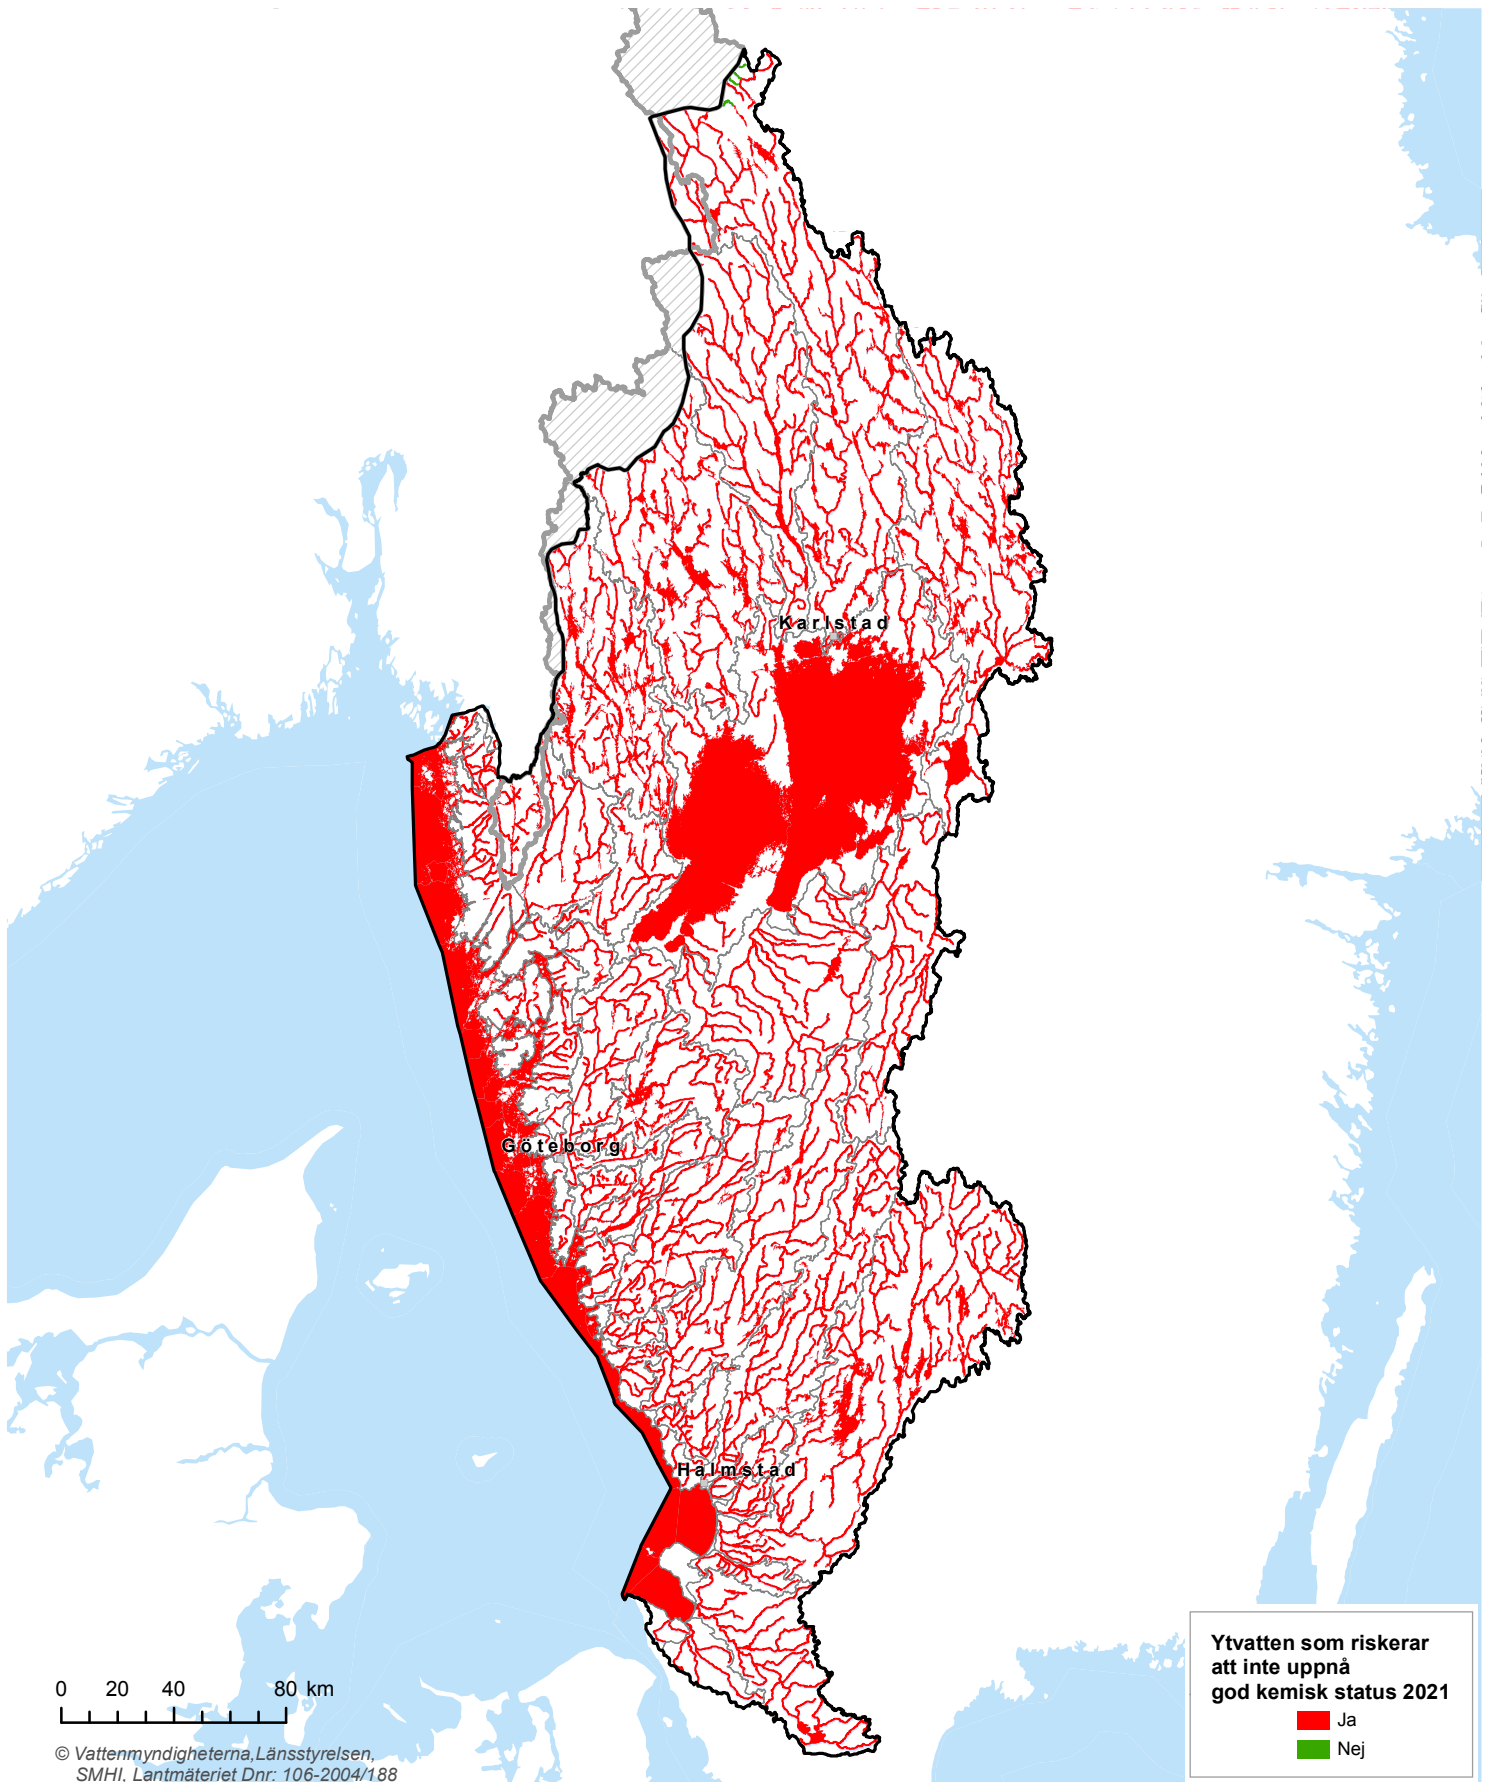 Karlstad
Göteborg
Halmstad
0 20 40 80 km
© Vattenmyndigheterna,Länsstyrelsen,
SMHI, Lantmäteriet Dnr: 106-2004/188
Ytvatten som riskerar
att inte uppnå
god kemisk status 2021
Ja
Nej